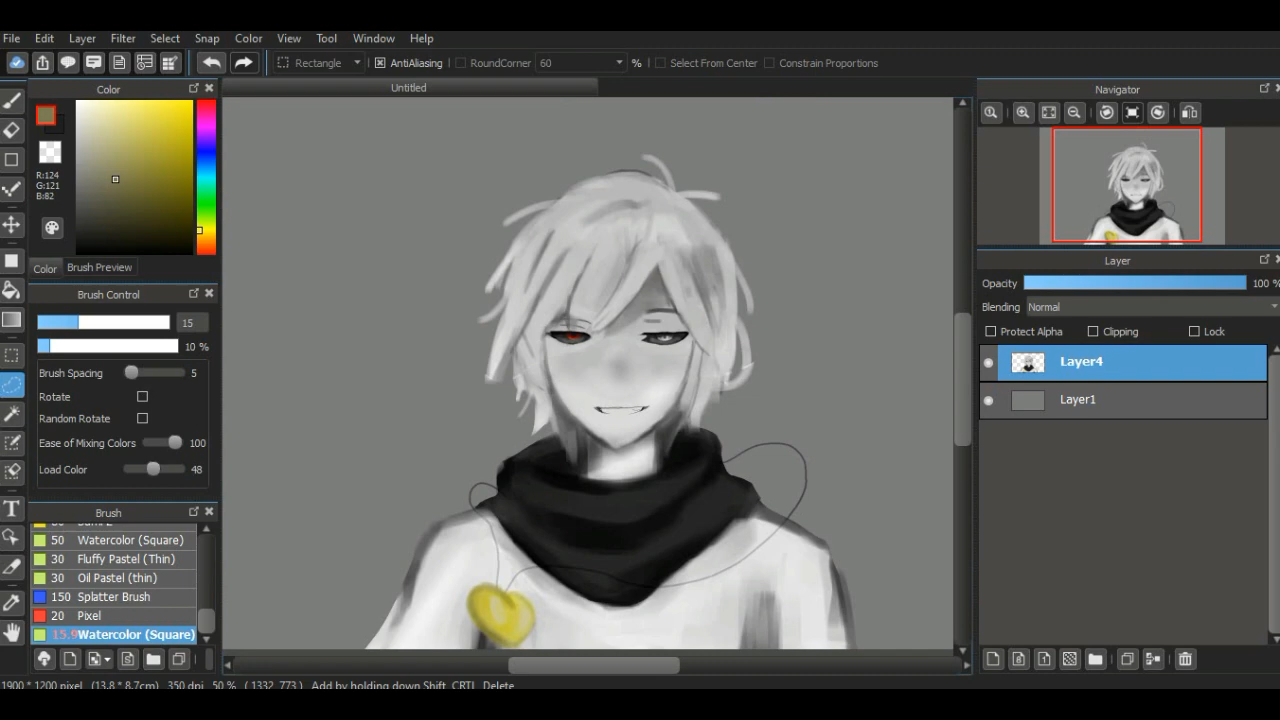 File Edit Layer Filter Select Snap Color View Tool Window Help
Rectangle AntiAliasing RoundCorner 60 % Select From Center Constrain Proportions
Color
R:124
G:121
B:82
Color Brush Preview
Brush Control
15
10 %
Brush Spacing 5
Rotate
Random Rotate
Ease of Mixing Colors 100
Load Color 48
Brush
50 Watercolor (Square)
30 Fluffy Pastel (Thin)
30 Oil Pastel (thin)
150 Splatter Brush
20 Pixel
15.9 Watercolor (Square)
Untitled
Navigator
Layer
Opacity 100 %
Blending Normal
Protect Alpha Clipping Lock
Layer4
Layer1
1900 * 1200 pixel (13.8 * 8.7cm) 350 dpi 50 % ( 1332 773 ) Add by holding down Shift, CRTL Delete